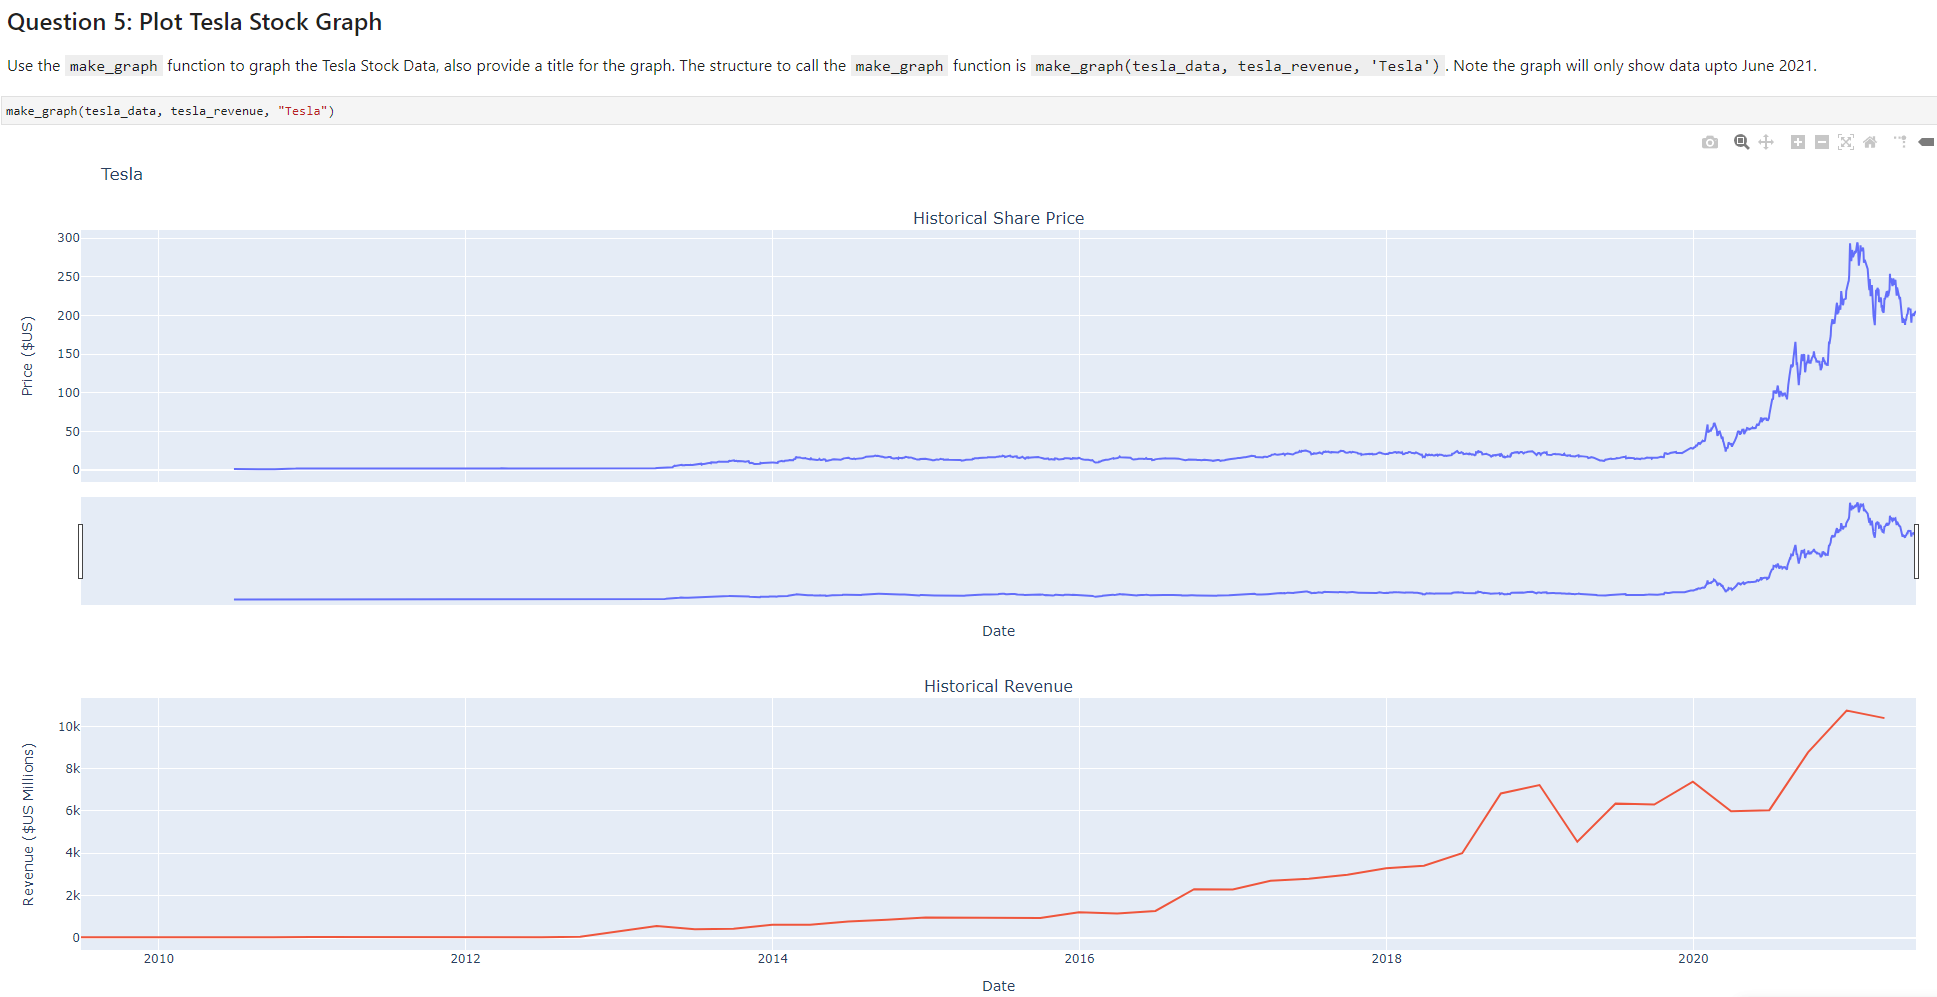 Question 5: Plot Tesla Stock Graph
Use the make_graph function to graph the Tesla Stock Data, also provide a title for the graph. The structure to call the make_graph function is make_graph(tesla_data, tesla_revenue, 'Tesla') . Note the graph will only show data upto June 2021.
make_graph(tesla_data, tesla_revenue, "Tesla")
Tesla
Historical Share Price
300
250
200
150
100
50
0
Price ($US)
Date
Historical Revenue
10k
8k
6k
4k
2k
0
Revenue ($US Millions)
2010 2012 2014 2016 2018 2020
Date